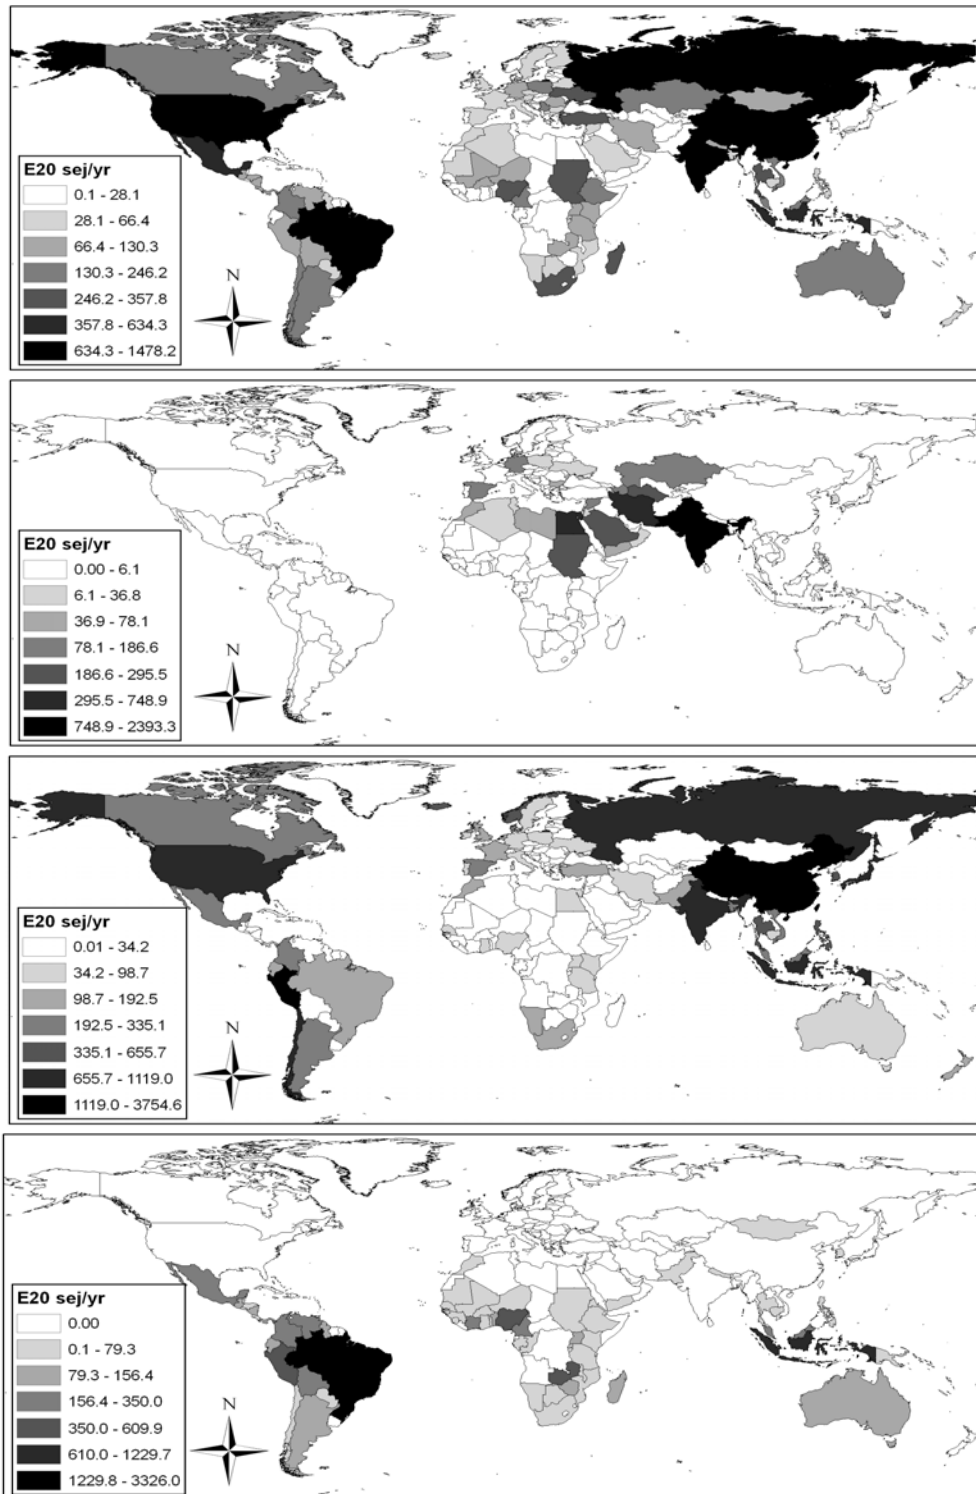 N
E20 sej/yr
0.1 - 28.1
28.1 - 66.4
66.4 - 130.3
130.3 - 246.2
246.2 - 357.8
357.8 - 634.3
634.3 - 1478.2
N
E20 sej/yr
0.00 - 6.1
6.1 - 36.8
36.9 - 78.1
78.1 - 186.6
186.6 - 295.5
295.5 - 748.9
748.9 - 2393.3
N
E20 sej/yr
0.01 - 34.2
34.2 - 98.7
98.7 - 192.5
192.5 - 335.1
335.1 - 655.7
655.7 - 1119.0
1119.0 - 3754.6
N
E20 sej/yr
0.00
0.1 - 79.3
79.3 - 156.4
156.4 - 350.0
350.0 - 609.9
610.0 - 1229.7
1229.8 - 3326.0